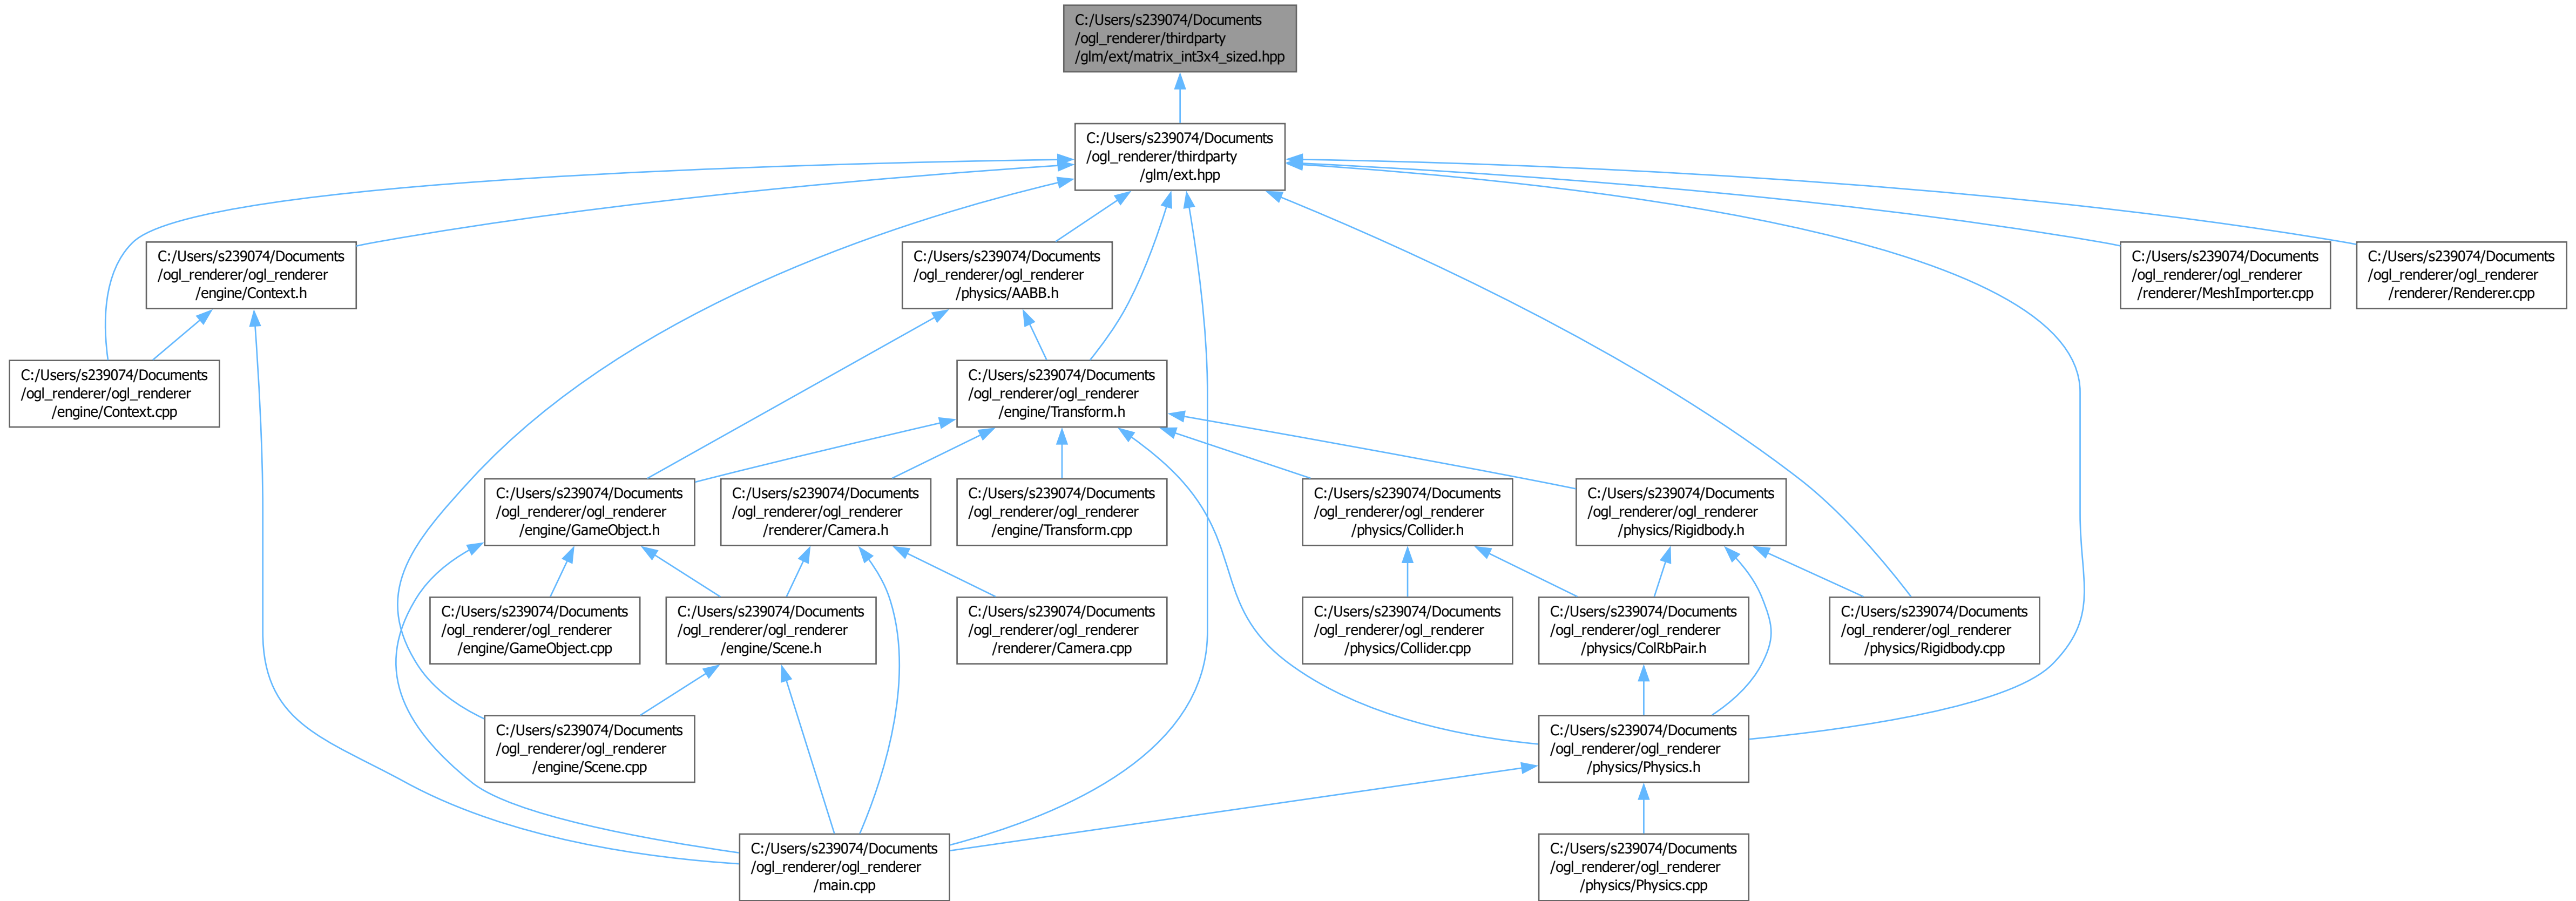 C:/Users/s239074/Documents
/ogl_renderer/thirdparty
/glm/ext/matrix_int3x4_sized.hpp
C:/Users/s239074/Documents
/ogl_renderer/thirdparty
/glm/ext.hpp
C:/Users/s239074/Documents
/ogl_renderer/ogl_renderer
/engine/Context.h
C:/Users/s239074/Documents
/ogl_renderer/ogl_renderer
/physics/AABB.h
C:/Users/s239074/Documents
/ogl_renderer/ogl_renderer
/renderer/MeshImporter.cpp
C:/Users/s239074/Documents
/ogl_renderer/ogl_renderer
/renderer/Renderer.cpp
C:/Users/s239074/Documents
/ogl_renderer/ogl_renderer
/engine/Context.cpp
C:/Users/s239074/Documents
/ogl_renderer/ogl_renderer
/engine/Transform.h
C:/Users/s239074/Documents
/ogl_renderer/ogl_renderer
/engine/GameObject.h
C:/Users/s239074/Documents
/ogl_renderer/ogl_renderer
/renderer/Camera.h
C:/Users/s239074/Documents
/ogl_renderer/ogl_renderer
/engine/Transform.cpp
C:/Users/s239074/Documents
/ogl_renderer/ogl_renderer
/physics/Collider.h
C:/Users/s239074/Documents
/ogl_renderer/ogl_renderer
/physics/Rigidbody.h
C:/Users/s239074/Documents
/ogl_renderer/ogl_renderer
/engine/GameObject.cpp
C:/Users/s239074/Documents
/ogl_renderer/ogl_renderer
/engine/Scene.h
C:/Users/s239074/Documents
/ogl_renderer/ogl_renderer
/renderer/Camera.cpp
C:/Users/s239074/Documents
/ogl_renderer/ogl_renderer
/physics/Collider.cpp
C:/Users/s239074/Documents
/ogl_renderer/ogl_renderer
/physics/ColRbPair.h
C:/Users/s239074/Documents
/ogl_renderer/ogl_renderer
/physics/Rigidbody.cpp
C:/Users/s239074/Documents
/ogl_renderer/ogl_renderer
/engine/Scene.cpp
C:/Users/s239074/Documents
/ogl_renderer/ogl_renderer
/physics/Physics.h
C:/Users/s239074/Documents
/ogl_renderer/ogl_renderer
/main.cpp
C:/Users/s239074/Documents
/ogl_renderer/ogl_renderer
/physics/Physics.cpp